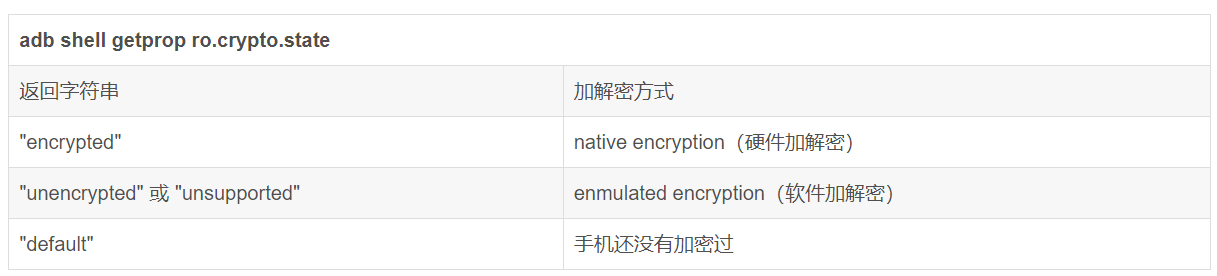 adb shell getprop ro.crypto.state
返回字符串 加解密方式
"encrypted" native encryption（硬件加解密）
"unencrypted" 或 "unsupported" enmulated encryption（软件加解密）
"default" 手机还没有加密过